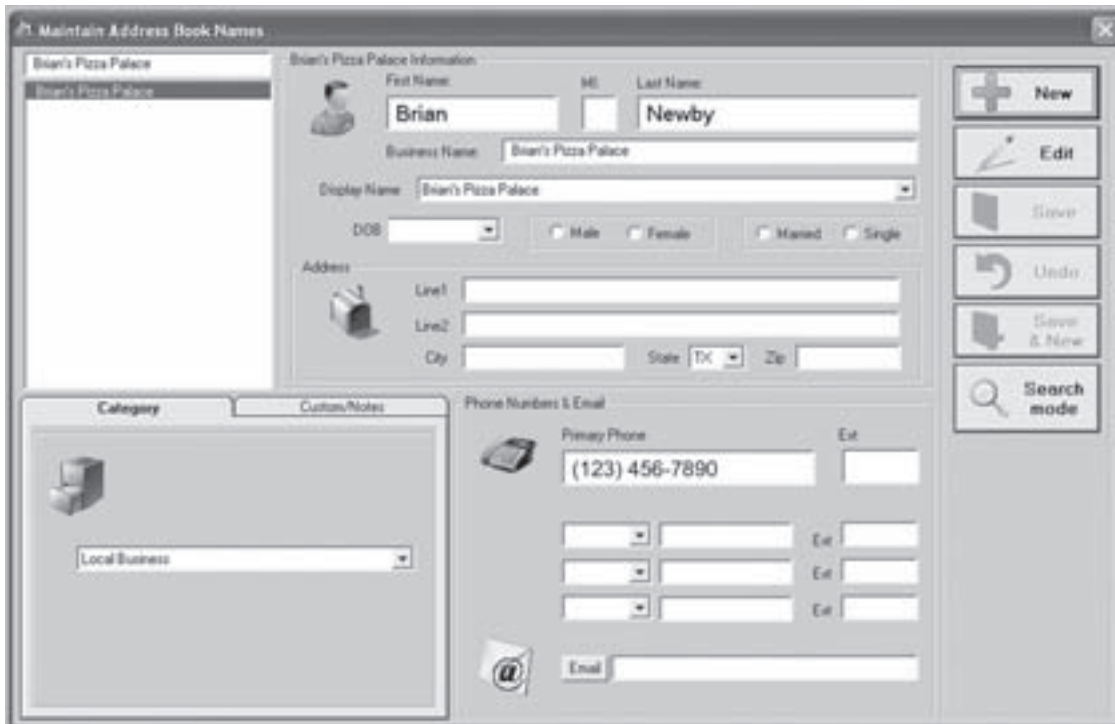 Maintain Address Book Names
Brian's Pizza Palace
Brian's Pizza Palace
Brian's Pizza Palace Information
First Name: MI: Last Name:
Brian Newby
Business Name: Brian's Pizza Palace
Display Name Brian's Pizza Palace
DOB Male Female Married Single
Address
Line1
Line2
City State TX Zip
New
Edit
Save
Undo
Save
& New
Search
mode
Category Custom/Notes
Local Business
Phone Numbers & Email
Primary Phone Ext
(123) 456-7890
Ext
Ext
Ext
@ Email